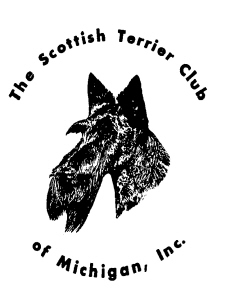 The Scottish Terrier Club
of Michigan, Inc.